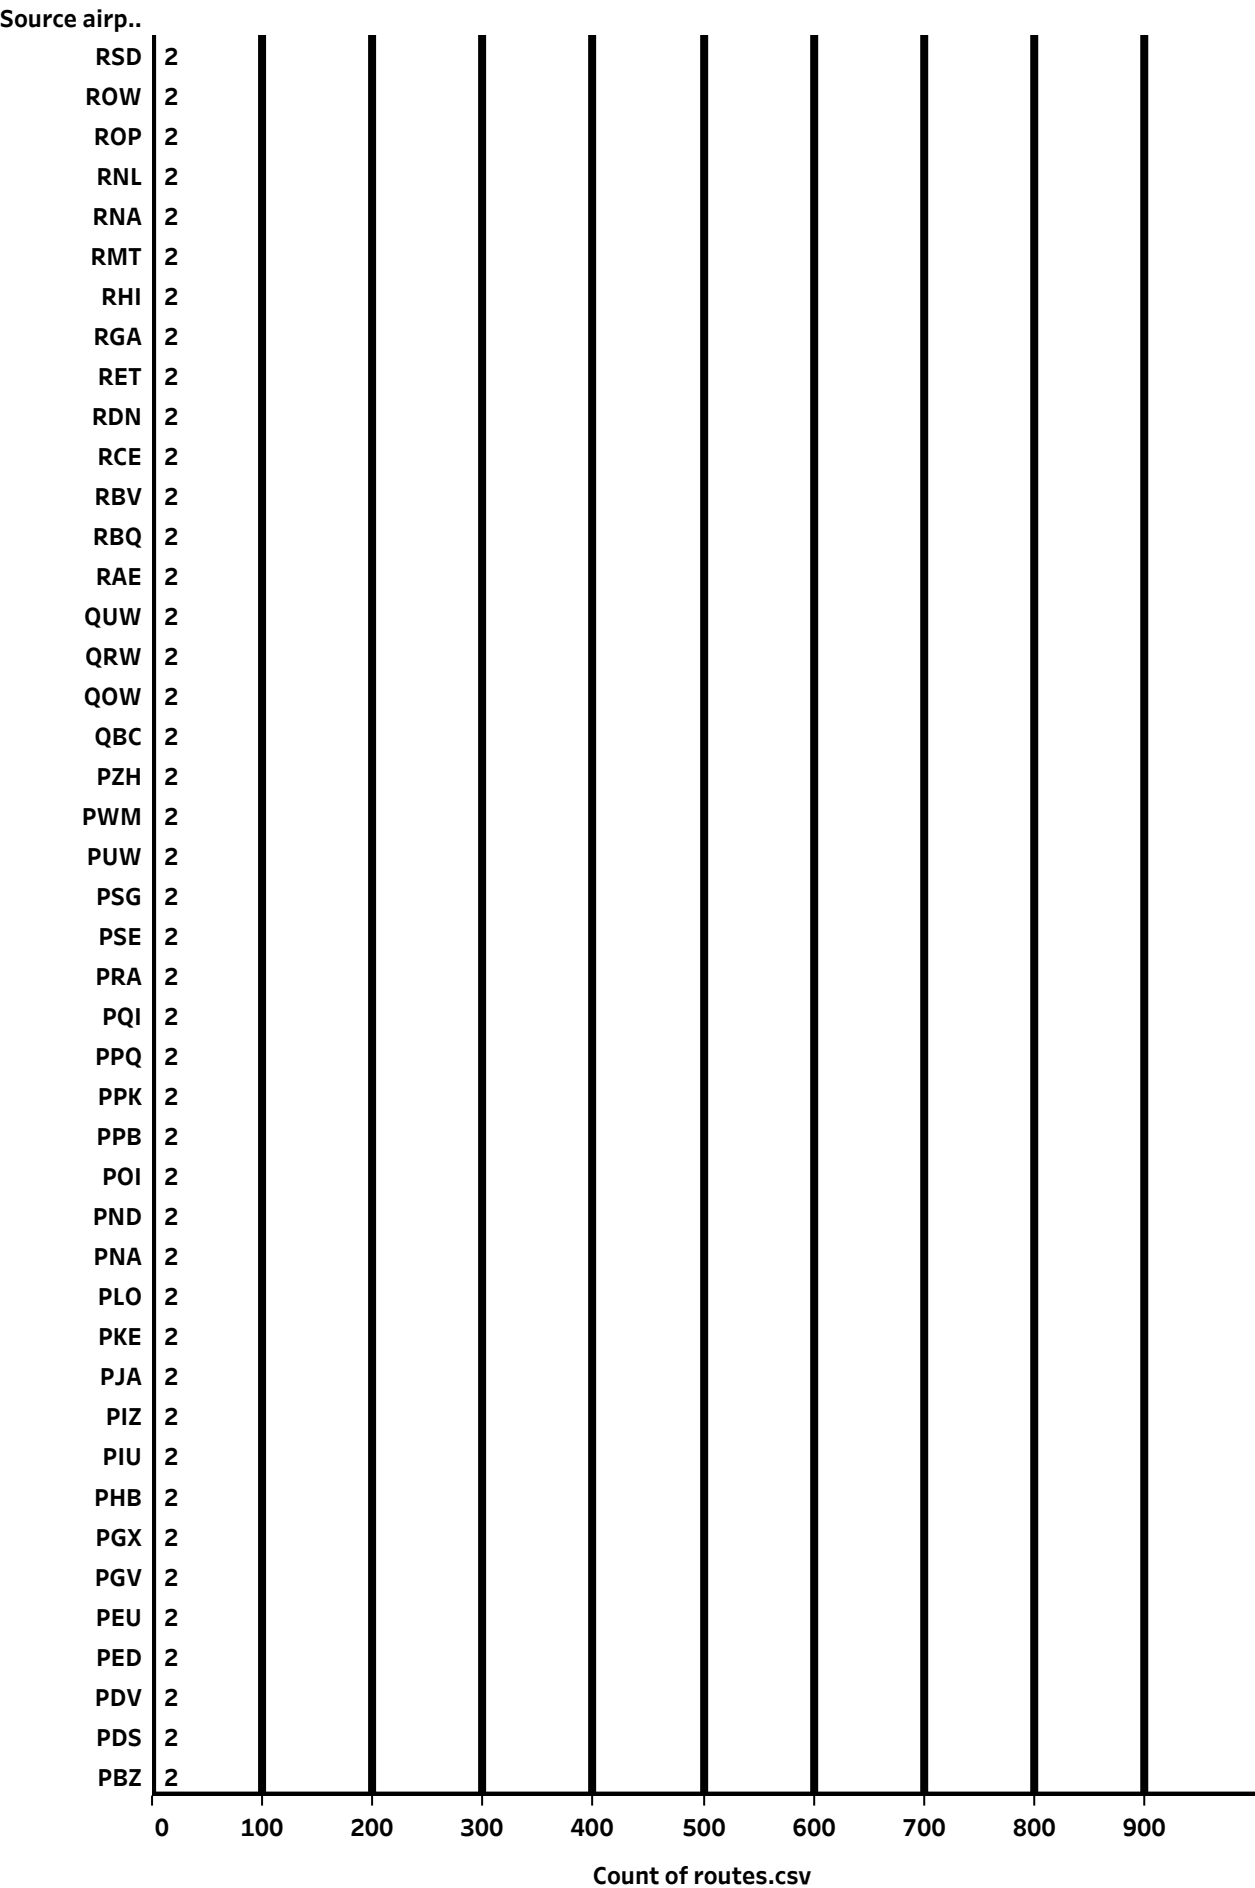 Source airp..
RSD 2
ROW 2
ROP 2
RNL 2
RNA 2
RMT 2
RHI 2
RGA 2
RET 2
RDN 2
RCE 2
RBV 2
RBQ 2
RAE 2
QUW 2
QRW 2
QOW 2
QBC 2
PZH 2
PWM 2
PUW 2
PSG 2
PSE 2
PRA 2
PQI 2
PPQ 2
PPK 2
PPB 2
POI 2
PND 2
PNA 2
PLO 2
PKE 2
PJA 2
PIZ 2
PIU 2
PHB 2
PGX 2
PGV 2
PEU 2
PED 2
PDV 2
PDS 2
PBZ 2
0 100 200 300 400 500 600 700 800 900
Count of routes.csv